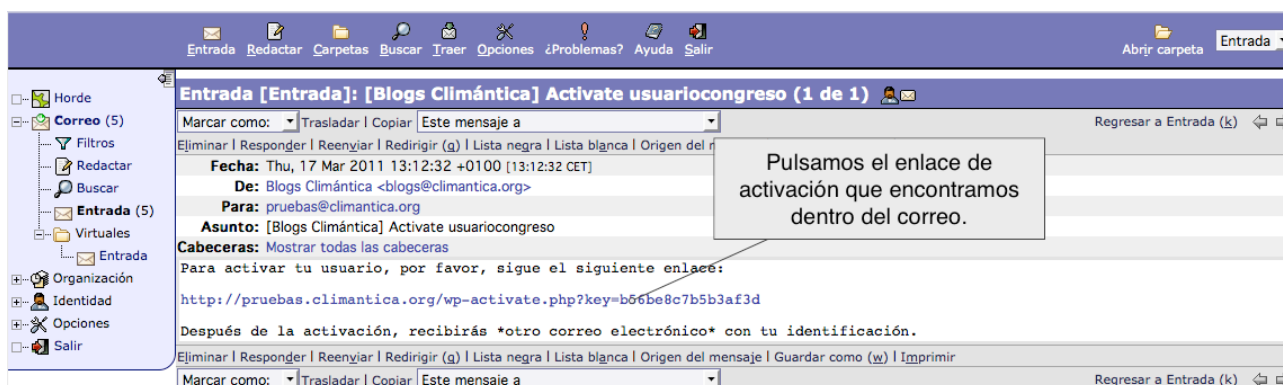 Entrada Redactar Carpetas Buscar Traer Opciones ¿Problemas? Ayuda Salir Abrir carpeta Entrada
Horde
Correo (5)
Filtros
Redactar
Buscar
Entrada (5)
Virtuales
Entrada
Organización
Identidad
Opciones
Salir
Entrada [Entrada]: [Blogs Climántica] Activate usuariocongreso (1 de 1)
Marcar como: Trasladar | Copiar Este mensaje a Regresar a Entrada (k)
Eliminar | Responder | Reenviar | Redirigir (g) | Lista negra | Lista blanca | Origen del
Fecha: Thu, 17 Mar 2011 13:12:32 +0100 [13:12:32 CET]
De: Blogs Climántica <blogs@climantica.org>
Para: pruebas@climantica.org
Asunto: [Blogs Climántica] Activate usuariocongreso
Cabeceras: Mostrar todas las cabeceras
Pulsamos el enlace de
activación que encontramos
dentro del correo.
Para activar tu usuario, por favor, sigue el siguiente enlace:
http://pruebas.climantica.org/wp-activate.php?key=b56be8c7b5b3af3d
Después de la activación, recibirás *otro correo electrónico* con tu identificación.
Eliminar | Responder | Reenviar | Redirigir (g) | Lista negra | Lista blanca | Origen del mensaje | Guardar como (w) | Imprimir
Marcar como: Trasladar | Copiar Este mensaje a Regresar a Entrada (k)